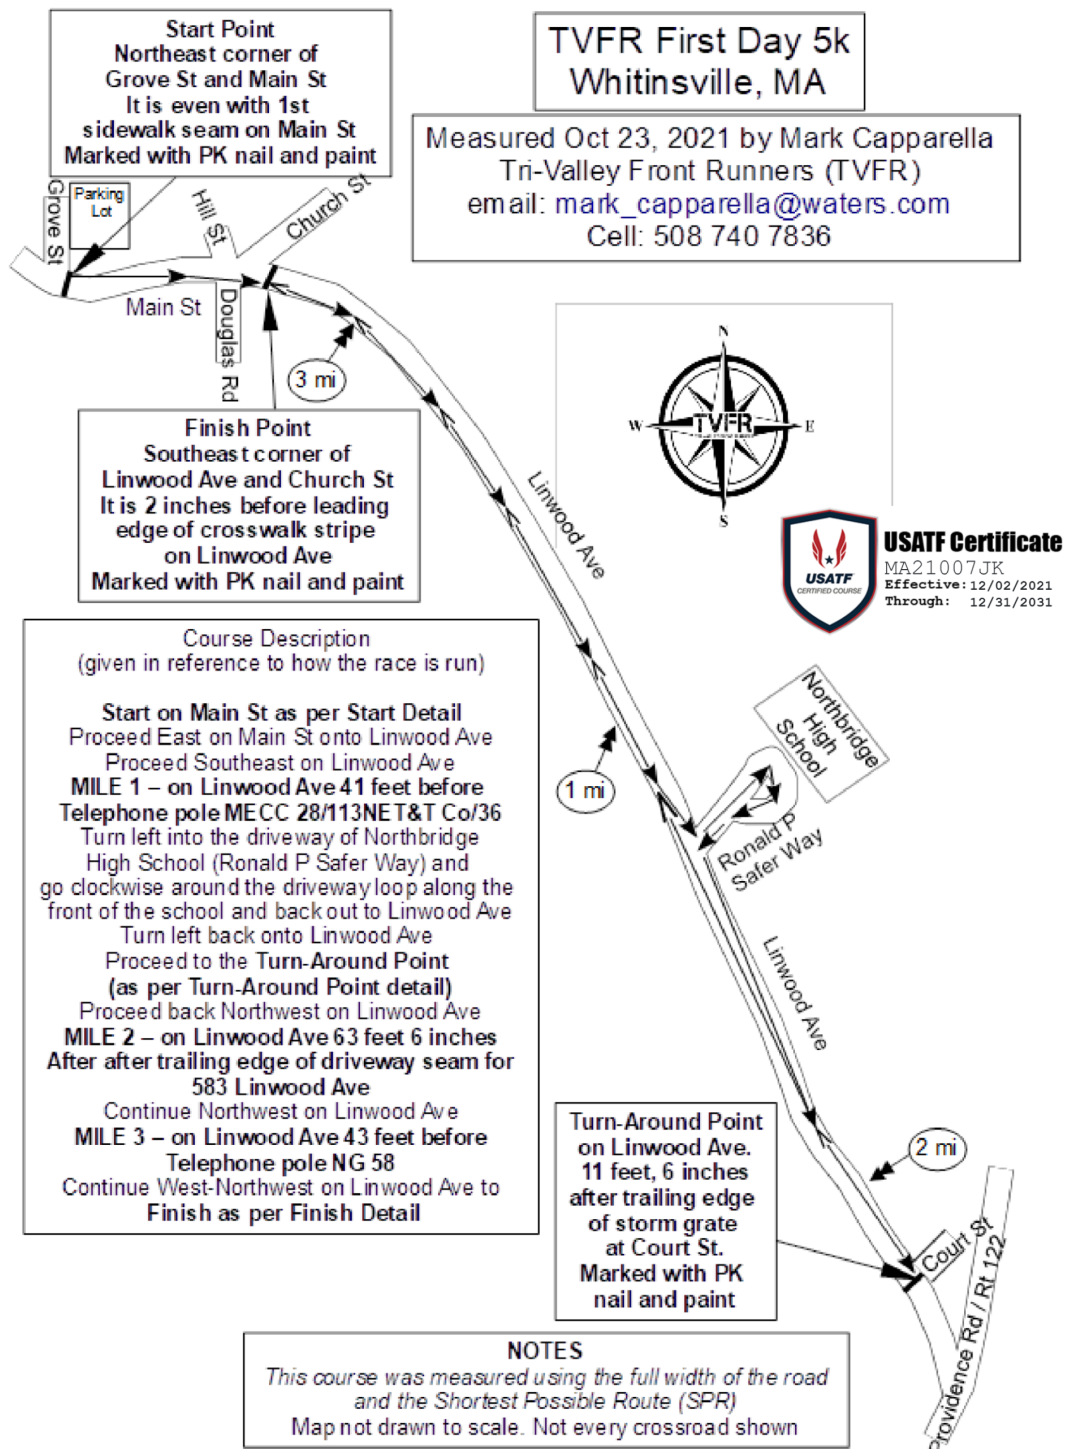 TVFR First Day 5k
Whitinsville, MA
Measured Oct 23, 2021 by Mark Capparella
Tri-Valley Front Runners (TVFR)
email: mark_capparella@waters.com
Cell: 508 740 7836
Start Point
Northeast corner of
Grove St and Main St
It is even with 1st
sidewalk seam on Main St
Marked with PK nail and paint
Grove St
Parking
Lot
Hill St
Church St
Main St
Douglas Rd
3 mi
Finish Point
Southeast corner of
Linwood Ave and Church St
It is 2 inches before leading
edge of crosswalk stripe
on Linwood Ave
Marked with PK nail and paint
N
W
TVFR
E
S
Linwood Ave
USATF
CERTIFIED COURSE
USATF Certificate
MA21007JK
Effective: 12/02/2021
Through: 12/31/2031
Course Description
(given in reference to how the race is run)
Start on Main St as per Start Detail
Proceed East on Main St onto Linwood Ave
Proceed Southeast on Linwood Ave
MILE 1 – on Linwood Ave 41 feet before
Telephone pole MECC 28/113NET&T Co/36
Turn left into the driveway of Northbridge
High School (Ronald P Safer Way) and
go clockwise around the driveway loop along the
front of the school and back out to Linwood Ave
Turn left back onto Linwood Ave
Proceed to the Turn-Around Point
(as per Turn-Around Point detail)
Proceed back Northwest on Linwood Ave
MILE 2 – on Linwood Ave 63 feet 6 inches
After after trailing edge of driveway seam for
583 Linwood Ave
Continue Northwest on Linwood Ave
MILE 3 – on Linwood Ave 43 feet before
Telephone pole NG 58
Continue West-Northwest on Linwood Ave to
Finish as per Finish Detail
Northbridge
High
School
1 mi
Ronald P
Safer Way
Linwood Ave
Turn-Around Point
on Linwood Ave.
11 feet, 6 inches
after trailing edge
of storm grate
at Court St.
Marked with PK
nail and paint
2 mi
Court St
Providence Rd / Rt 122
NOTES
This course was measured using the full width of the road
and the Shortest Possible Route (SPR)
Map not drawn to scale. Not every crossroad shown